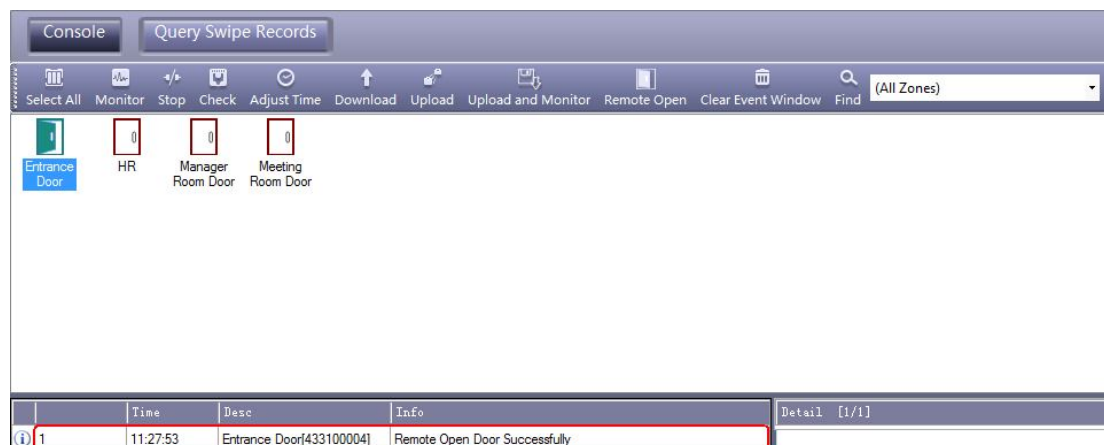 Console Query Swipe Records
Select All Monitor Stop Check Adjust Time Download Upload Upload and Monitor Remote Open Clear Event Window Find (All Zones)
Entrance Door
HR
Manager Room Door
Meeting Room Door
Time Desc Info Detail [1/1]
1 11:27:53 Entrance Door[433100004] Remote Open Door Successfully